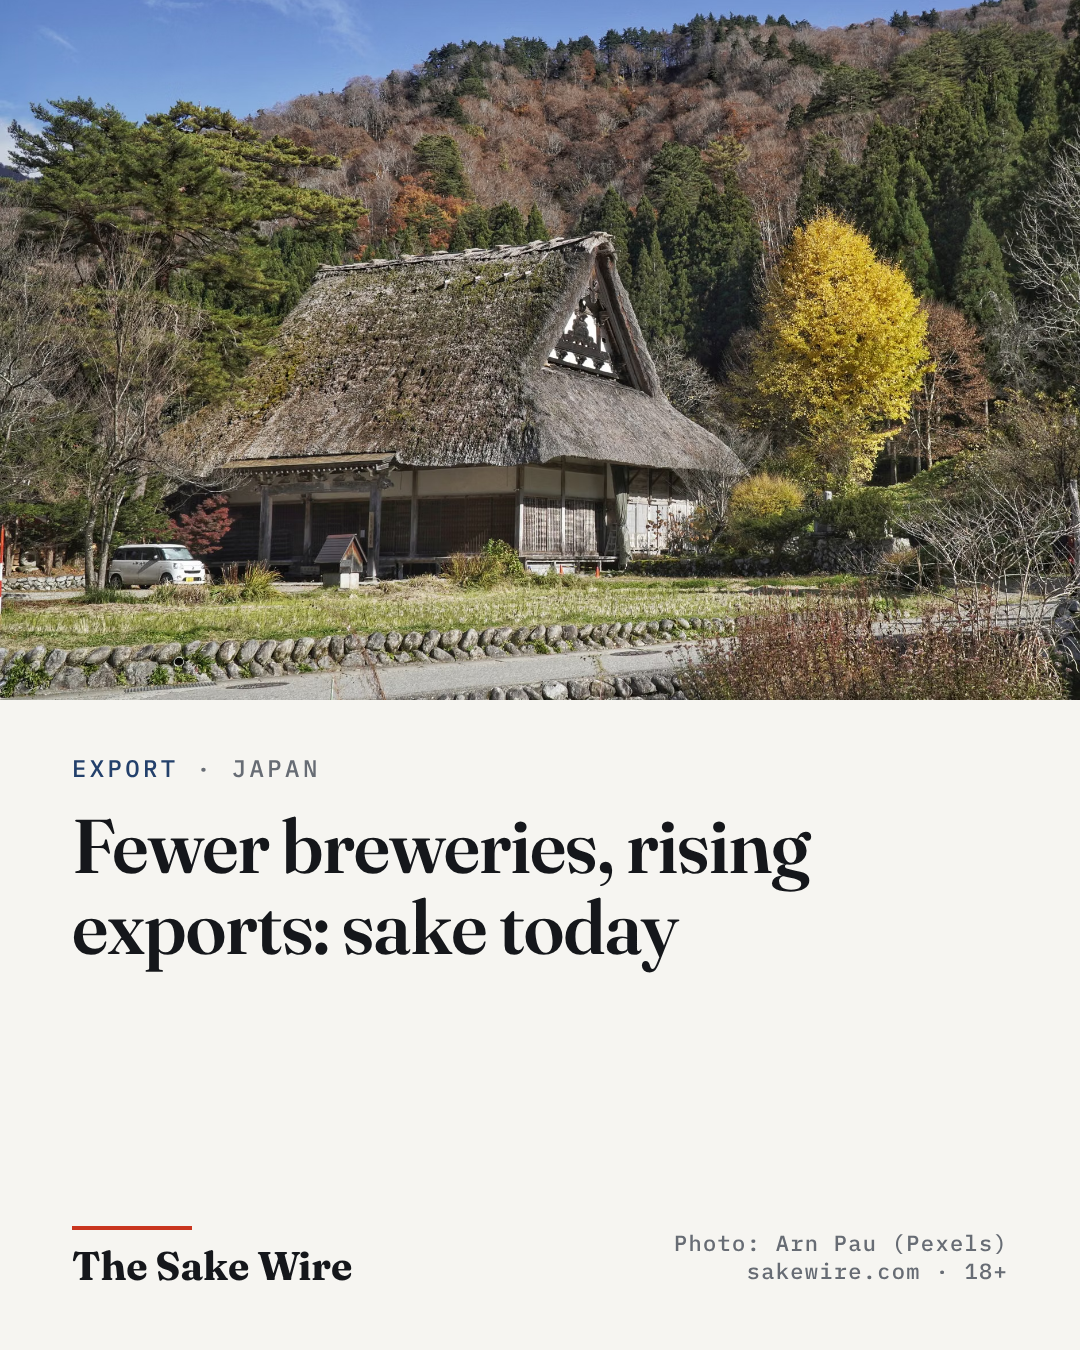 EXPORT · JAPAN
Fewer breweries, rising
exports: sake today
The Sake Wire
Photo: Arn Pau (Pexels)
sakewire.com · 18+